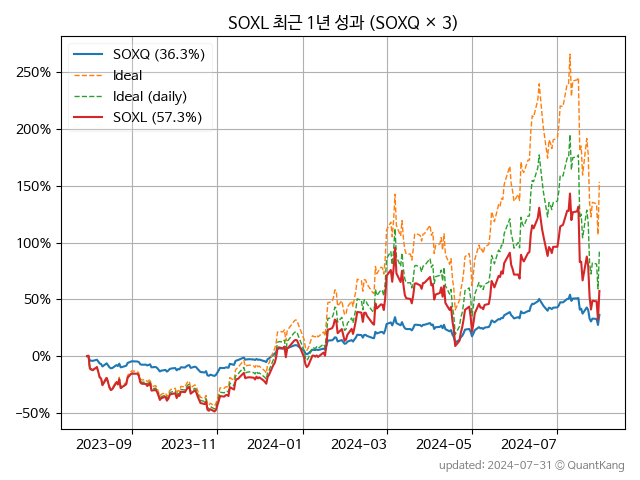 SOXL 최근 1년 성과 (SOXQ × 3)
SOXQ (36.3%)
Ideal
Ideal (daily)
SOXL (57.3%)
250%
200%
150%
100%
50%
0%
−50%
2023-09 2023-11 2024-01 2024-03 2024-05 2024-07
updated: 2024-07-31 © QuantKang